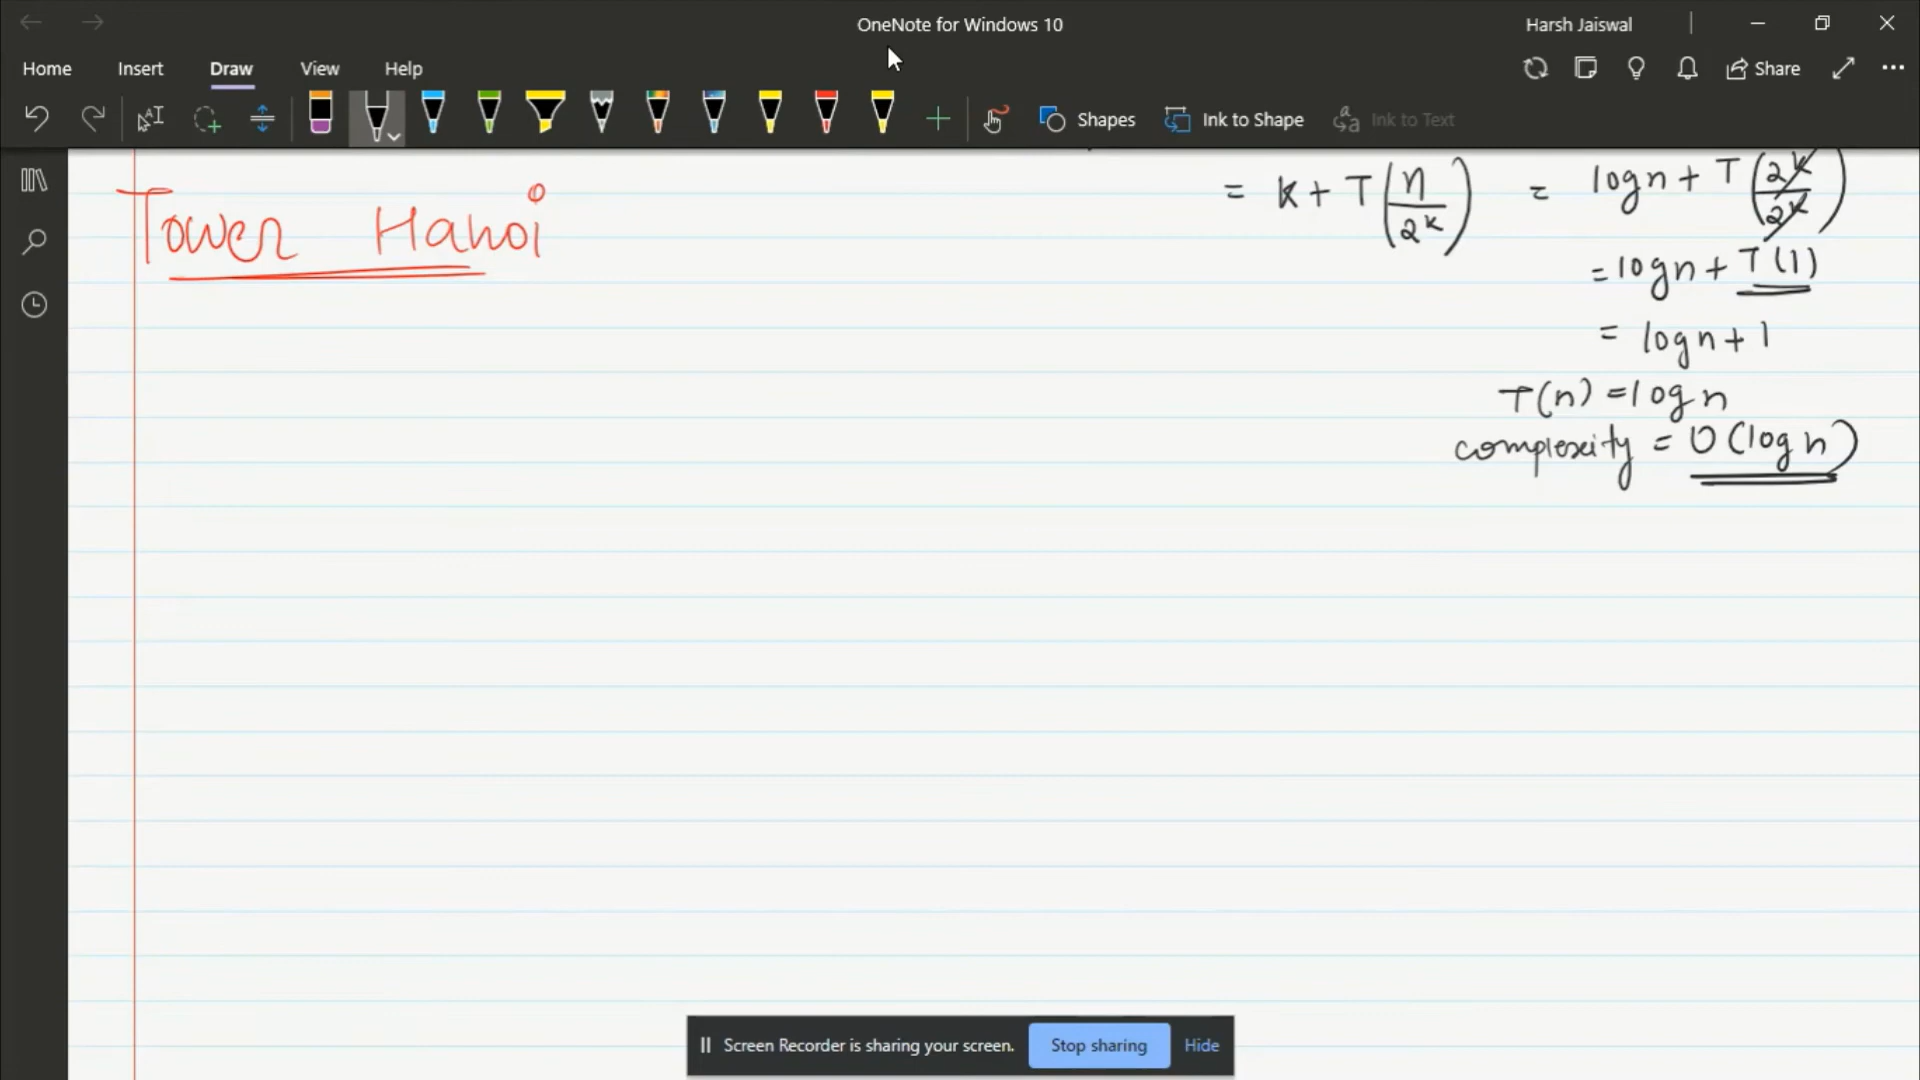 OneNote for Windows 10
Harsh Jaiswal
Home Insert Draw View Help
Share
Shapes Ink to Shape Ink to Text
Tower Hanoi
= K + T(n/2^k) = log n + T(2^k/2^k)
= log n + T(1)
= log n + 1
T(n) = log n
complexity = O(log n)
Screen Recorder is sharing your screen. Stop sharing Hide